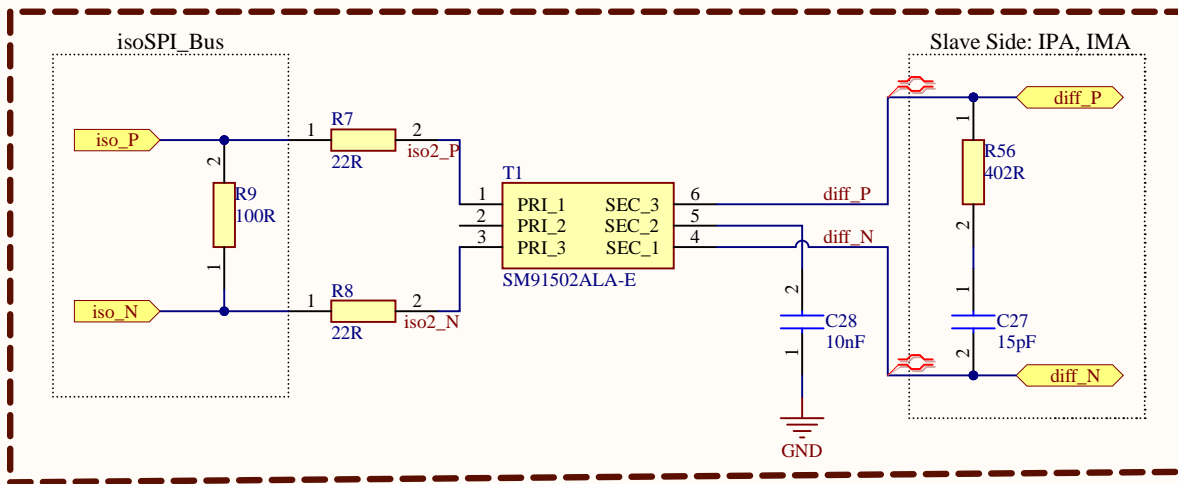 isoSPI_Bus
Slave Side: IPA, IMA
iso_P
2
R9
100R
1
iso_N
1
R7
22R
2
iso2_P
1
R8
22R
2
iso2_N
T1
1
PRI_1
SEC_3
6
2
PRI_2
SEC_2
5
3
PRI_3
SEC_1
4
SM91502ALA-E
diff_P
diff_N
2
C28
10nF
1
GND
diff_P
1
R56
402R
2
1
C27
15pF
2
diff_N